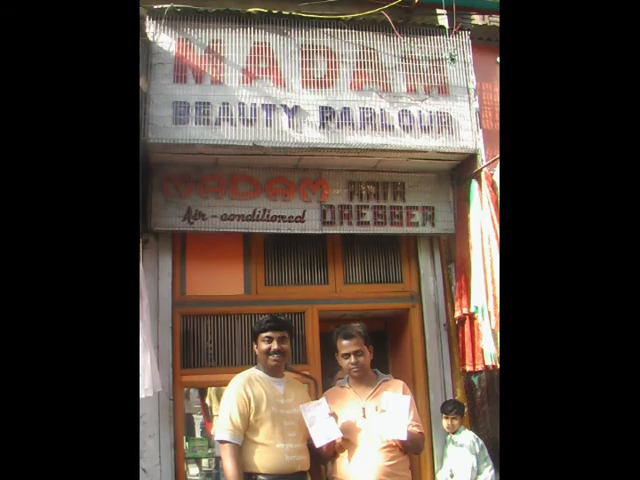 MADAM
BEAUTY PARLOUR
MADAM HAIR
Air-conditioned DRESSER